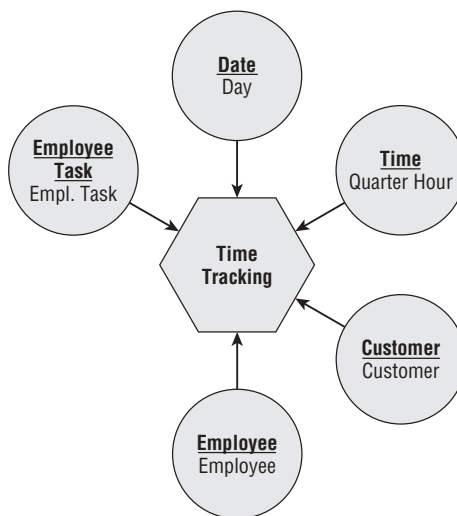 Date
Day
Employee
Task
Empl. Task
Time
Quarter Hour
Time
Tracking
Customer
Customer
Employee
Employee